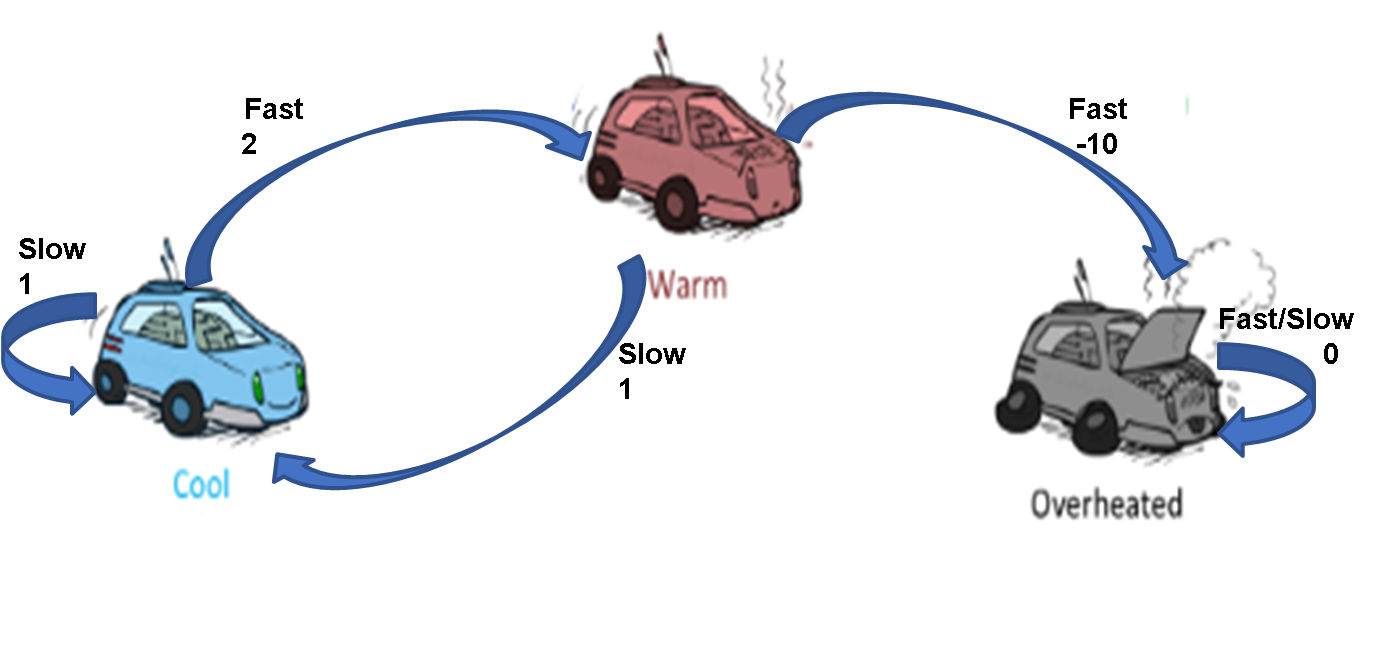 Fast
2
Fast
-10
Slow
1
Warm
Slow
1
Fast/Slow
0
Cool
Overheated